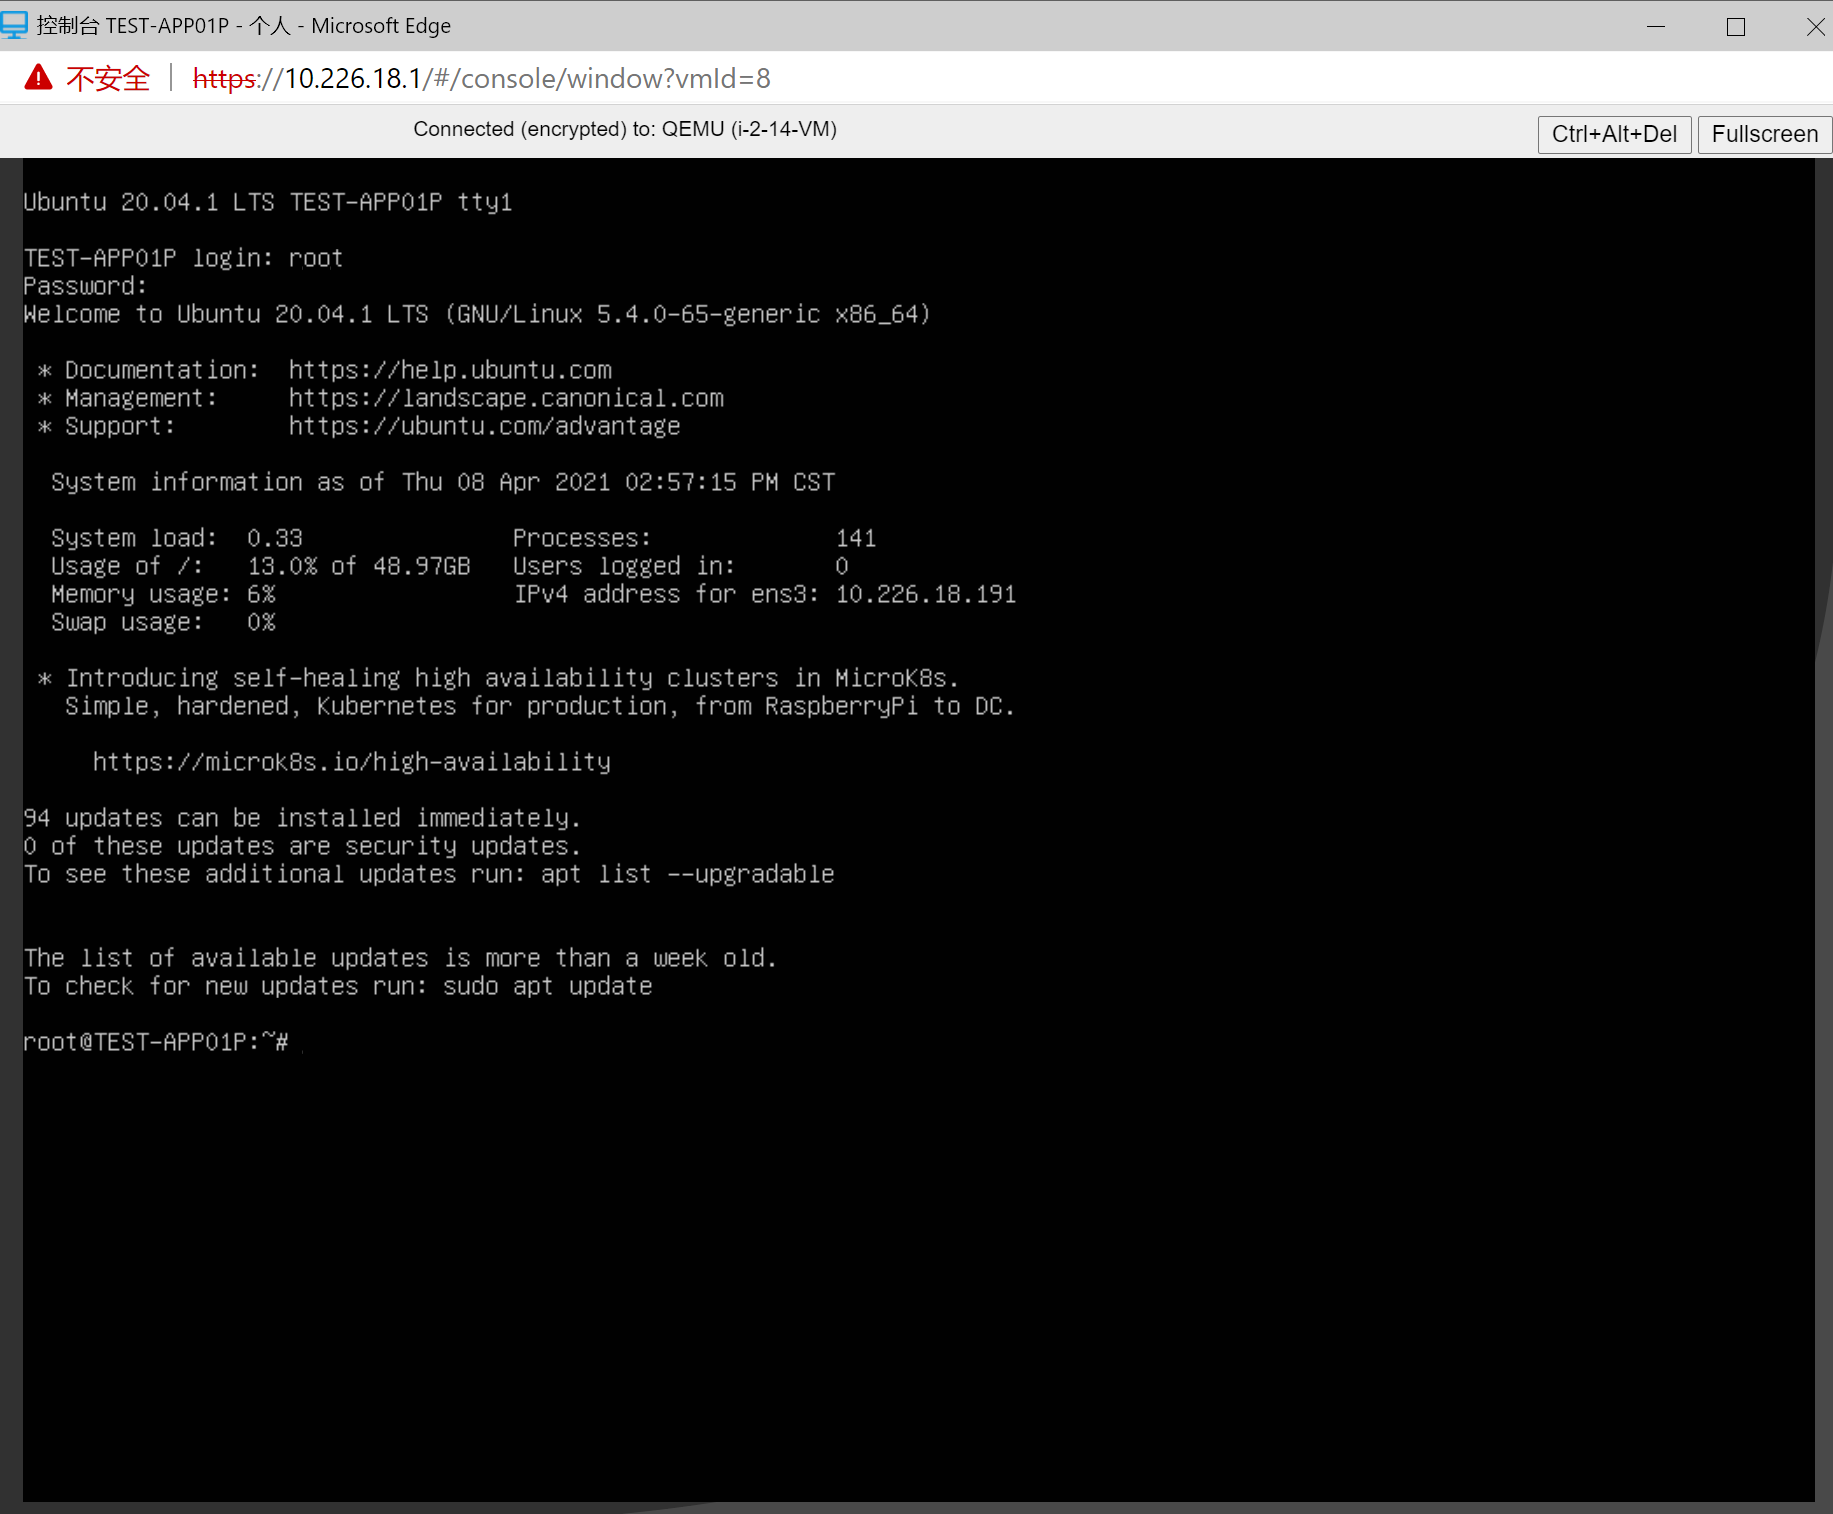 控制台 TEST-APP01P - 个人 - Microsoft Edge
不安全 | https://10.226.18.1/#/console/window?vmId=8
Connected (encrypted) to: QEMU (i-2-14-VM)
Ctrl+Alt+Del Fullscreen
Ubuntu 20.04.1 LTS TEST-APP01P tty1
TEST-APP01P login: root
Password:
Welcome to Ubuntu 20.04.1 LTS (GNU/Linux 5.4.0-65-generic x86_64)
* Documentation: https://help.ubuntu.com
* Management: https://landscape.canonical.com
* Support: https://ubuntu.com/advantage
System information as of Thu 08 Apr 2021 02:57:15 PM CST
System load: 0.33 Processes: 141
Usage of /: 13.0% of 48.97GB Users logged in: 0
Memory usage: 6% IPv4 address for ens3: 10.226.18.191
Swap usage: 0%
* Introducing self-healing high availability clusters in MicroK8s.
Simple, hardened, Kubernetes for production, from RaspberryPi to DC.
https://microk8s.io/high-availability
94 updates can be installed immediately.
0 of these updates are security updates.
To see these additional updates run: apt list --upgradable
The list of available updates is more than a week old.
To check for new updates run: sudo apt update
root@TEST-APP01P:~#